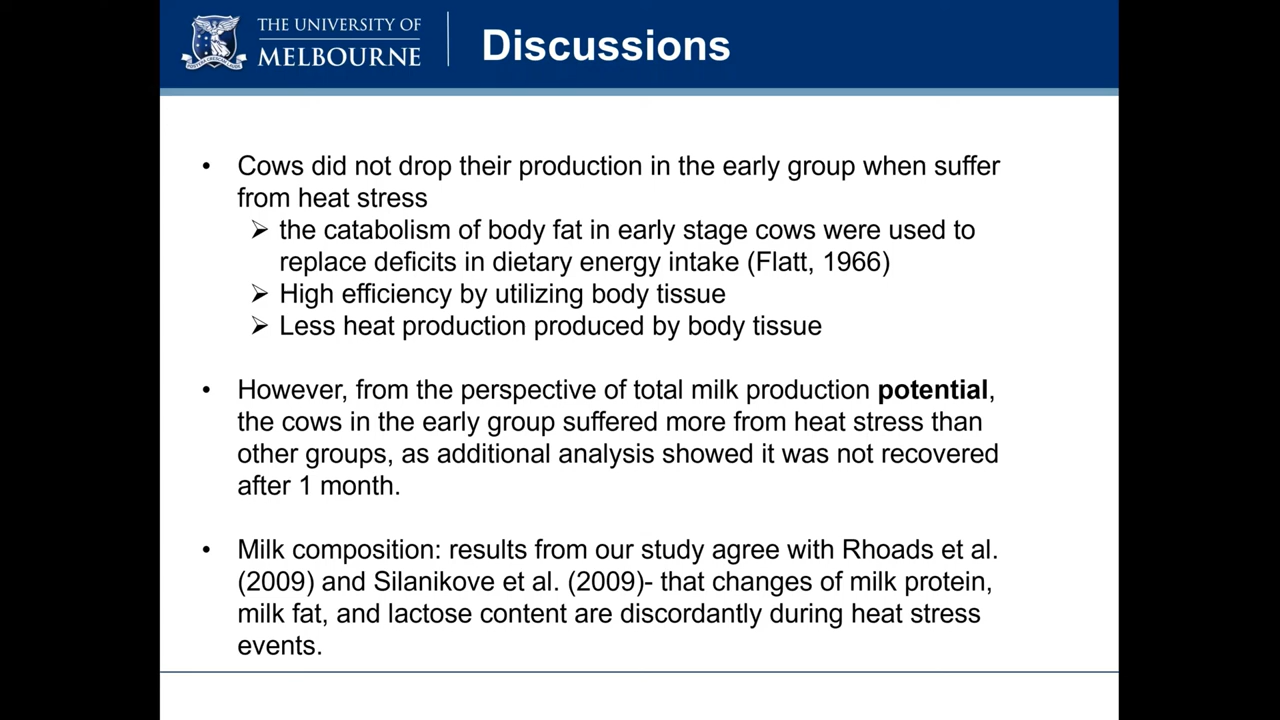 THE UNIVERSITY OF
MELBOURNE
Discussions
• Cows did not drop their production in the early group when suffer
from heat stress
➢ the catabolism of body fat in early stage cows were used to
replace deficits in dietary energy intake (Flatt, 1966)
➢ High efficiency by utilizing body tissue
➢ Less heat production produced by body tissue
• However, from the perspective of total milk production potential,
the cows in the early group suffered more from heat stress than
other groups, as additional analysis showed it was not recovered
after 1 month.
• Milk composition: results from our study agree with Rhoads et al.
(2009) and Silanikove et al. (2009)- that changes of milk protein,
milk fat, and lactose content are discordantly during heat stress
events.